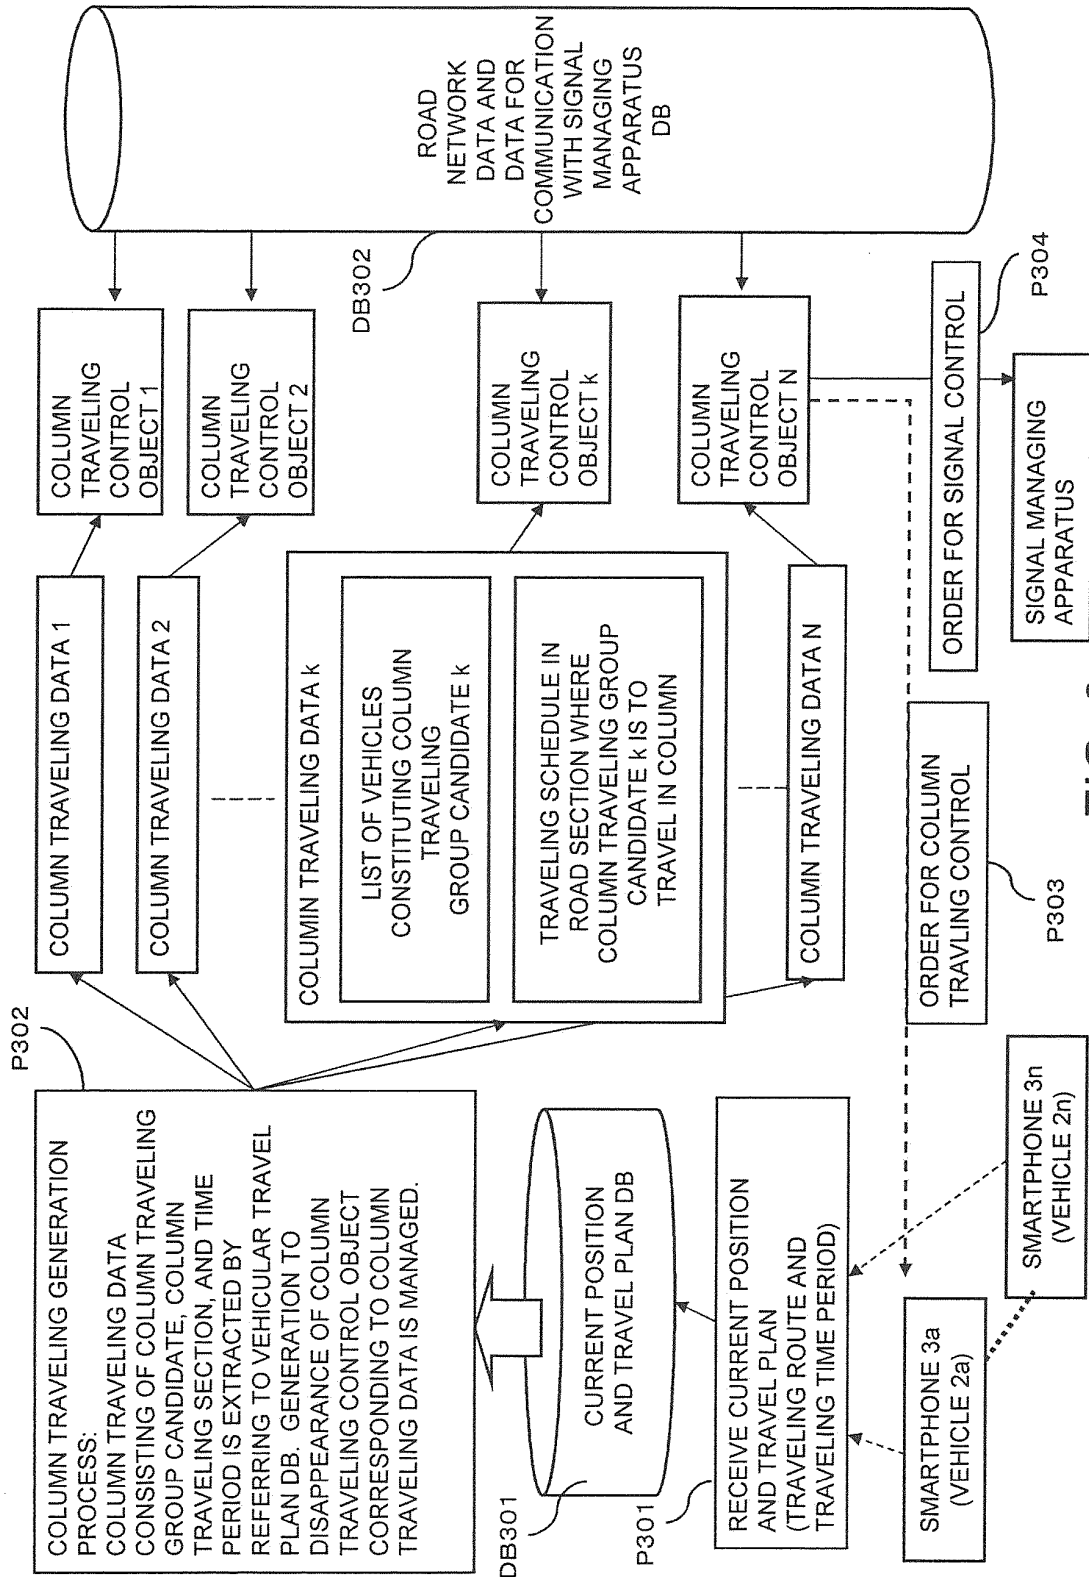 P302
COLUMN TRAVELING GENERATION
PROCESS:
COLUMN TRAVELING DATA
CONSISTING OF COLUMN TRAVELING
GROUP CANDIDATE, COLUMN
TRAVELING SECTION, AND TIME
PERIOD IS EXTRACTED BY
REFERRING TO VEHICULAR TRAVEL
PLAN DB. GENERATION TO
DISAPPEARANCE OF COLUMN
TRAVELING CONTROL OBJECT
CORRESPONDING TO COLUMN
TRAVELING DATA IS MANAGED.
COLUMN TRAVELING DATA 1
COLUMN TRAVELING DATA 2
COLUMN TRAVELING DATA k
LIST OF VEHICLES
CONSTITUTING COLUMN
TRAVELING
GROUP CANDIDATE k
TRAVELING SCHEDULE IN
ROAD SECTION WHERE
COLUMN TRAVELING GROUP
CANDIDATE k IS TO
TRAVEL IN COLUMN
COLUMN TRAVELING DATA N
COLUMN
TRAVELING
CONTROL
OBJECT 1
COLUMN
TRAVELING
CONTROL
OBJECT 2
COLUMN
TRAVELING
CONTROL
OBJECT k
COLUMN
TRAVELING
CONTROL
OBJECT N
DB302
ROAD
NETWORK
DATA AND
DATA FOR
COMMUNICATION
WITH SIGNAL
MANAGING
APPARATUS
DB
DB301
CURRENT POSITION
AND TRAVEL PLAN DB
P301
RECEIVE CURRENT POSITION
AND TRAVEL PLAN
(TRAVELING ROUTE AND
TRAVELING TIME PERIOD)
ORDER FOR COLUMN
TRAVLING CONTROL
P303
ORDER FOR SIGNAL CONTROL
P304
SMARTPHONE 3a
(VEHICLE 2a)
SMARTPHONE 3n
(VEHICLE 2n)
SIGNAL MANAGING
APPARATUS